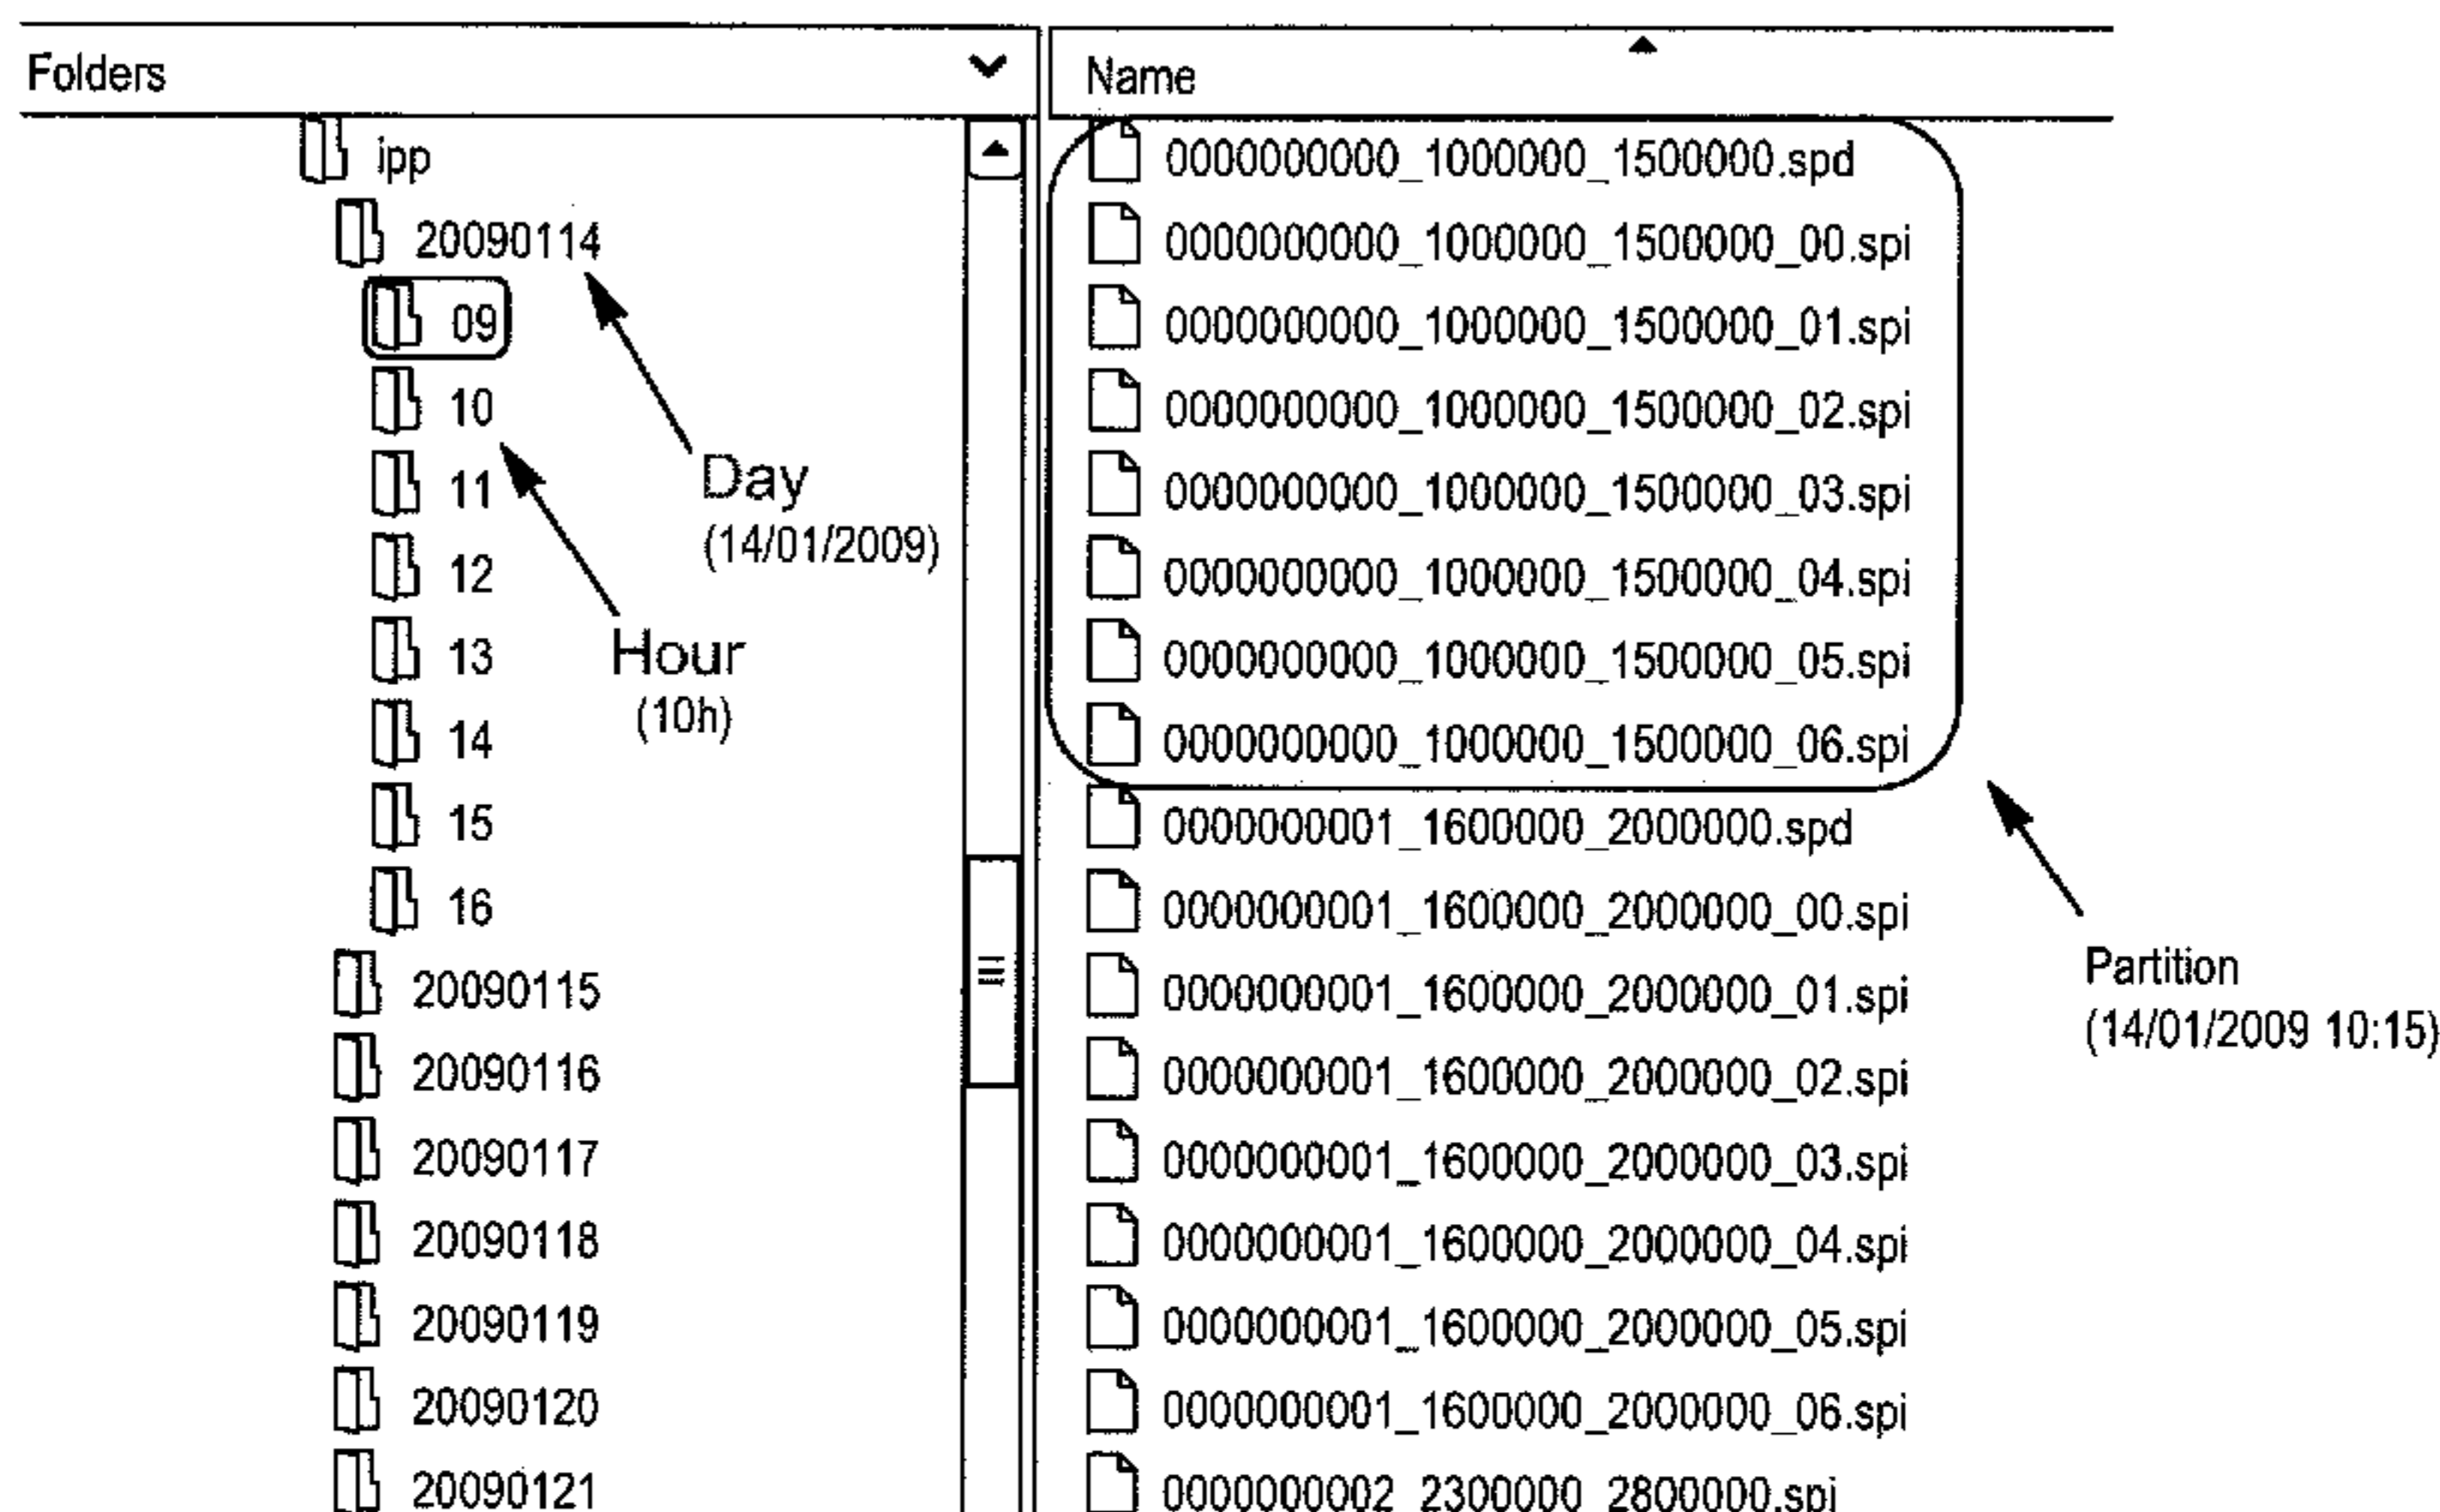 Folders
ipp
20090114
09
10
11
12
13
14
15
16
20090115
20090116
20090117
20090118
20090119
20090120
20090121
Day
(14/01/2009)
Hour
(10h)
Name
0000000000_1000000_1500000.spd
0000000000_1000000_1500000_00.spi
0000000000_1000000_1500000_01.spi
0000000000_1000000_1500000_02.spi
0000000000_1000000_1500000_03.spi
0000000000_1000000_1500000_04.spi
0000000000_1000000_1500000_05.spi
0000000000_1000000_1500000_06.spi
0000000001_1600000_2000000.spd
0000000001_1600000_2000000_00.spi
0000000001_1600000_2000000_01.spi
0000000001_1600000_2000000_02.spi
0000000001_1600000_2000000_03.spi
0000000001_1600000_2000000_04.spi
0000000001_1600000_2000000_05.spi
0000000001_1600000_2000000_06.spi
0000000002_2300000_2800000.spi
Partition
(14/01/2009 10:15)